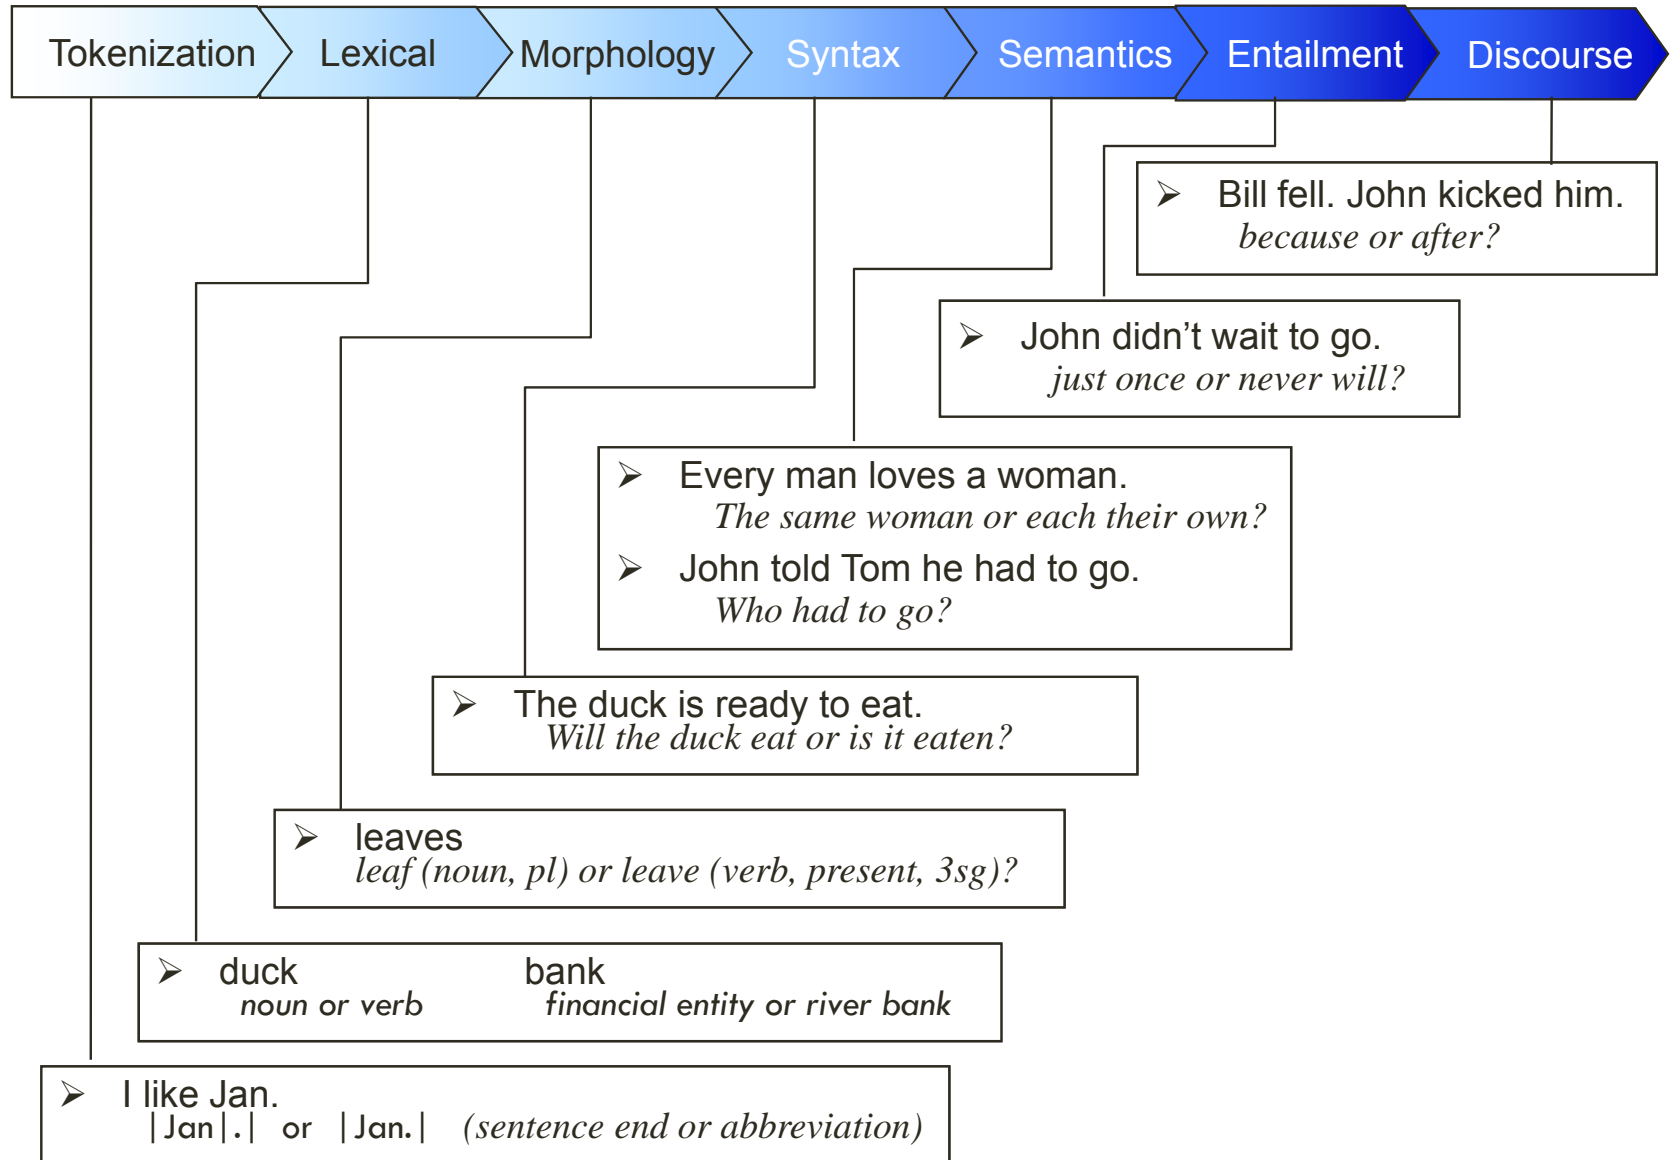 Tokenization Lexical Morphology Syntax Semantics Entailment Discourse
➢ Bill fell. John kicked him.
because or after?
➢ John didn’t wait to go.
just once or never will?
➢ Every man loves a woman.
The same woman or each their own?
➢ John told Tom he had to go.
Who had to go?
➢ The duck is ready to eat.
Will the duck eat or is it eaten?
➢ leaves
leaf (noun, pl) or leave (verb, present, 3sg)?
➢ duck bank
noun or verb financial entity or river bank
➢ I like Jan.
|Jan|.| or |Jan.| (sentence end or abbreviation)